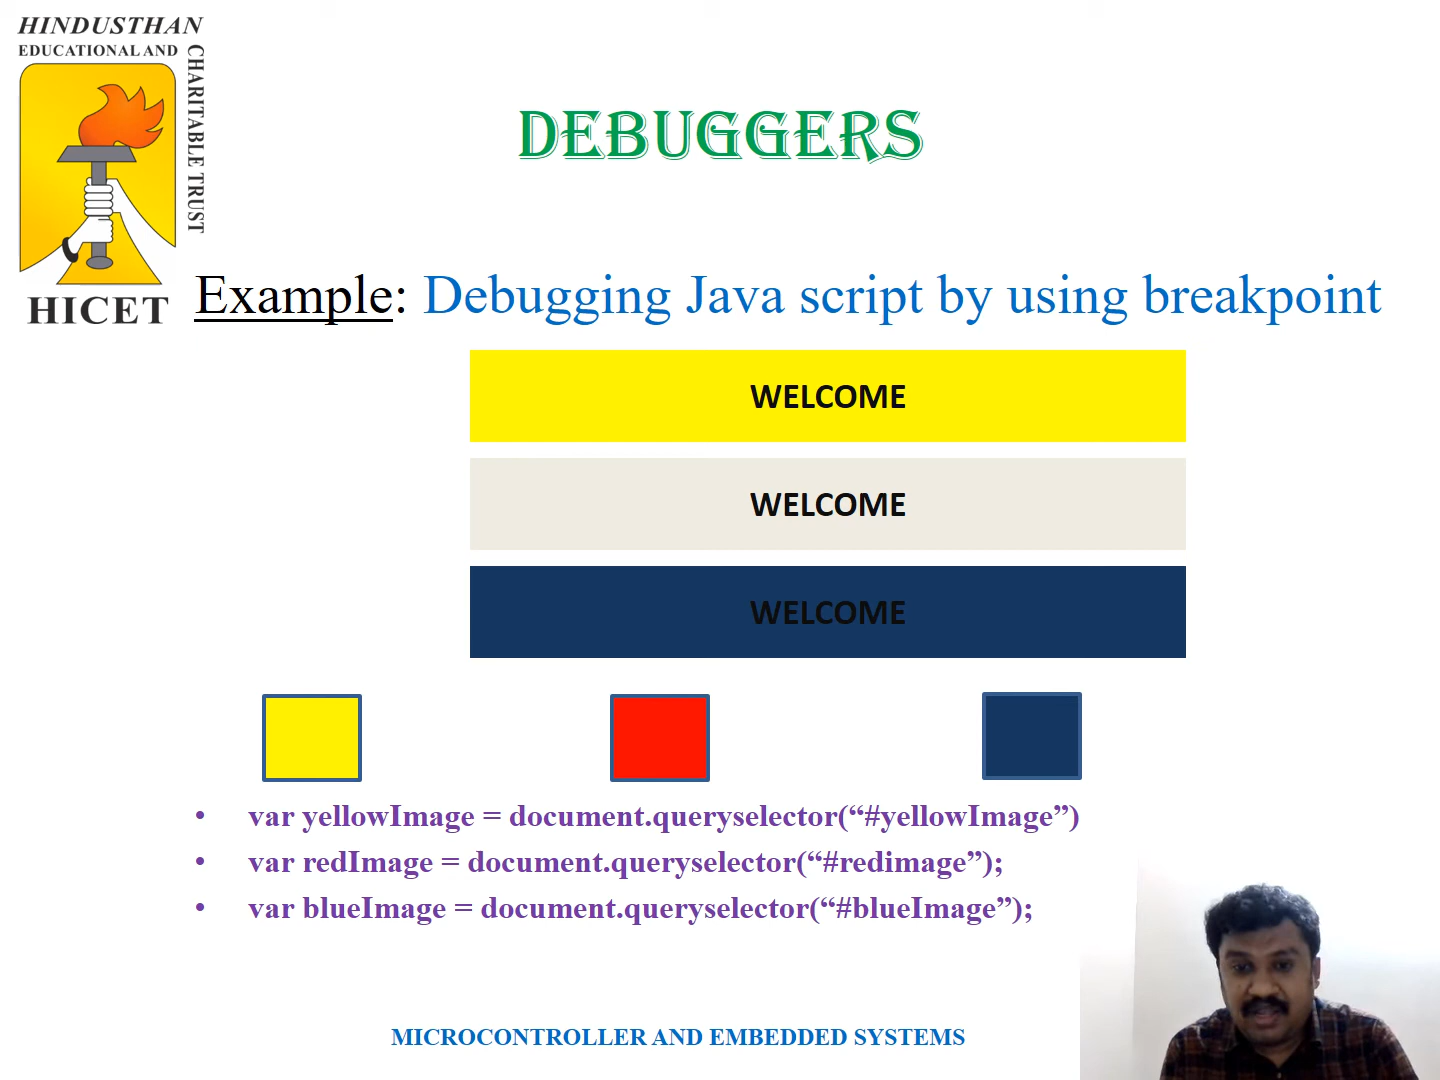 HINDUSTHAN
EDUCATIONAL AND
CHARITABLE TRUST
HICET
DEBUGGERS
Example: Debugging Java script by using breakpoint
WELCOME
WELCOME
WELCOME
• var yellowImage = document.queryselector(“#yellowImage”)
• var redImage = document.queryselector(“#redimage”);
• var blueImage = document.queryselector(“#blueImage”);
MICROCONTROLLER AND EMBEDDED SYSTEMS